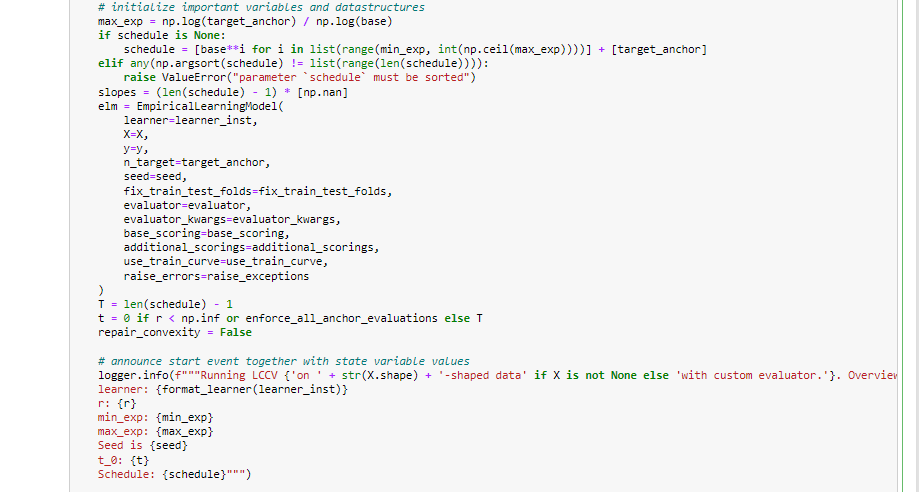 # initialize important variables and datastructures
max_exp = np.log(target_anchor) / np.log(base)
if schedule is None:
    schedule = [base**i for i in list(range(min_exp, int(np.ceil(max_exp))))] + [target_anchor]
elif any(np.argsort(schedule) != list(range(len(schedule)))):
    raise ValueError("parameter `schedule` must be sorted")
slopes = (len(schedule) - 1) * [np.nan]
elm = EmpiricalLearningModel(
    learner=learner_inst,
    X=X,
    y=y,
    n_target=target_anchor,
    seed=seed,
    fix_train_test_folds=fix_train_test_folds,
    evaluator=evaluator,
    evaluator_kwargs=evaluator_kwargs,
    base_scoring=base_scoring,
    additional_scorings=additional_scorings,
    use_train_curve=use_train_curve,
    raise_errors=raise_exceptions
)
T = len(schedule) - 1
t = 0 if r < np.inf or enforce_all_anchor_evaluations else T
repair_convexity = False
# announce start event together with state variable values
logger.info(f"""Running LCCV {'on ' + str(X.shape) + '-shaped data' if X is not None else 'with custom evaluator.'}. Overview
learner: {format_learner(learner_inst)}
r: {r}
min_exp: {min_exp}
max_exp: {max_exp}
Seed is {seed}
t_0: {t}
Schedule: {schedule}""")